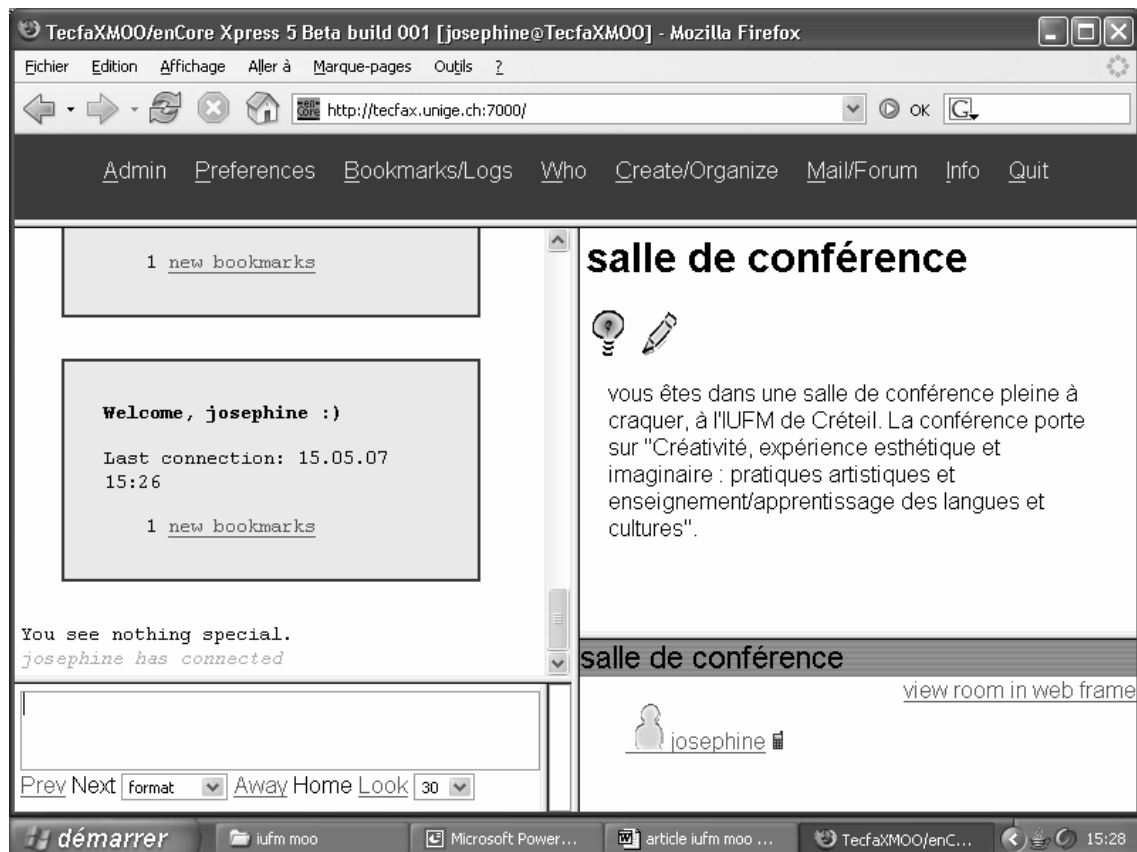 TecfaXMOO/enCore Xpress 5 Beta build 001 [josephine@TecfaXMOO] - Mozilla Firefox
Fichier Edition Affichage Aller à Marque-pages Outils ?
http://tecfax.unige.ch:7000/ OK G
Admin Preferences Bookmarks/Logs Who Create/Organize Mail/Forum Info Quit
1 new bookmarks
Welcome, josephine :)
Last connection: 15.05.07
15:26
1 new bookmarks
You see nothing special.
josephine has connected
Prev Next format Away Home Look 30
salle de conférence
vous êtes dans une salle de conférence pleine à
craquer, à l'IUFM de Créteil. La conférence porte
sur "Créativité, expérience esthétique et
imaginaire : pratiques artistiques et
enseignement/apprentissage des langues et
cultures".
salle de conférence
view room in web frame
josephine
démarrer iufm moo Microsoft Power... article iufm moo ... TecfaXMOO/enC... 15:28